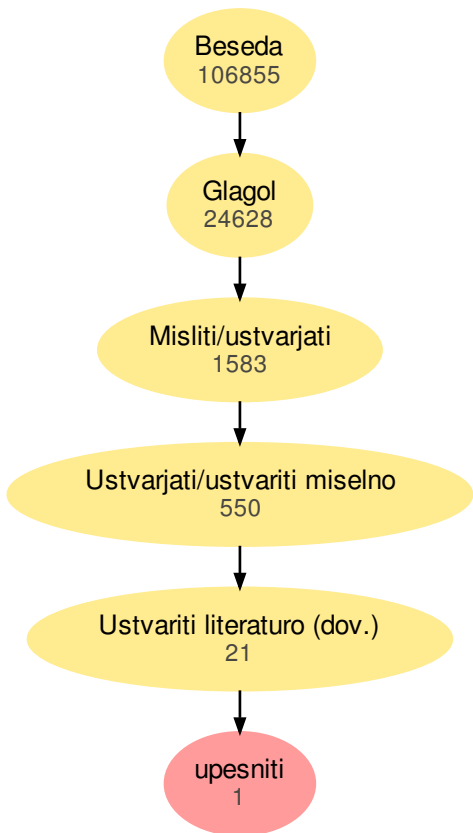 Beseda
106855
Glagol
24628
Misliti/ustvarjati
1583
Ustvarjati/ustvariti miselno
550
Ustvariti literaturo (dov.)
21
upesniti
1